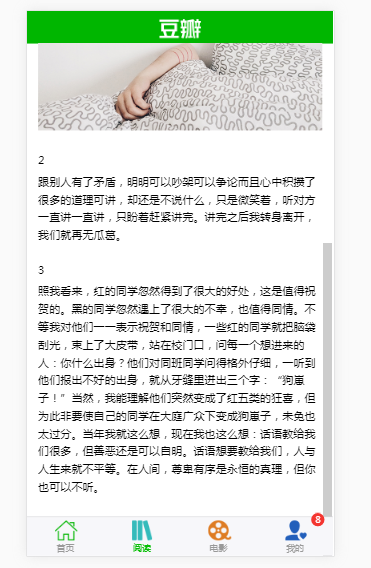 豆瓣
2
跟别人有了矛盾，明明可以吵架可以争论而且心中积攒了
很多的道理可讲，却还是不说什么，只是微笑着，听对方
一直讲一直讲，只盼着赶紧讲完。讲完之后我转身离开，
我们就再无瓜葛。
3
照我看来，红的同学忽然得到了很大的好处，这是值得祝
贺的。黑的同学忽然遇上了很大的不幸，也值得同情。不
等我对他们一一表示祝贺和同情，一些红的同学就把脑袋
刮光，束上了大皮带，站在校门口，问每一个想进来的
人：你什么出身？他们对同班同学问得格外仔细，一听到
他们报出不好的出身，就从牙缝里迸出三个字：“狗崽
子！”当然，我能理解他们突然变成了红五类的狂喜，但
为此非要使自己的同学在大庭广众下变成狗崽子，未免也
太过分。当年我就这么想，现在我也这么想：话语教给我
们很多，但善恶还是可以自明。话语想要教给我们，人与
人生来就不平等。在人间，尊卑有序是永恒的真理，但你
也可以不听。
8
首页 阅读 电影 我的